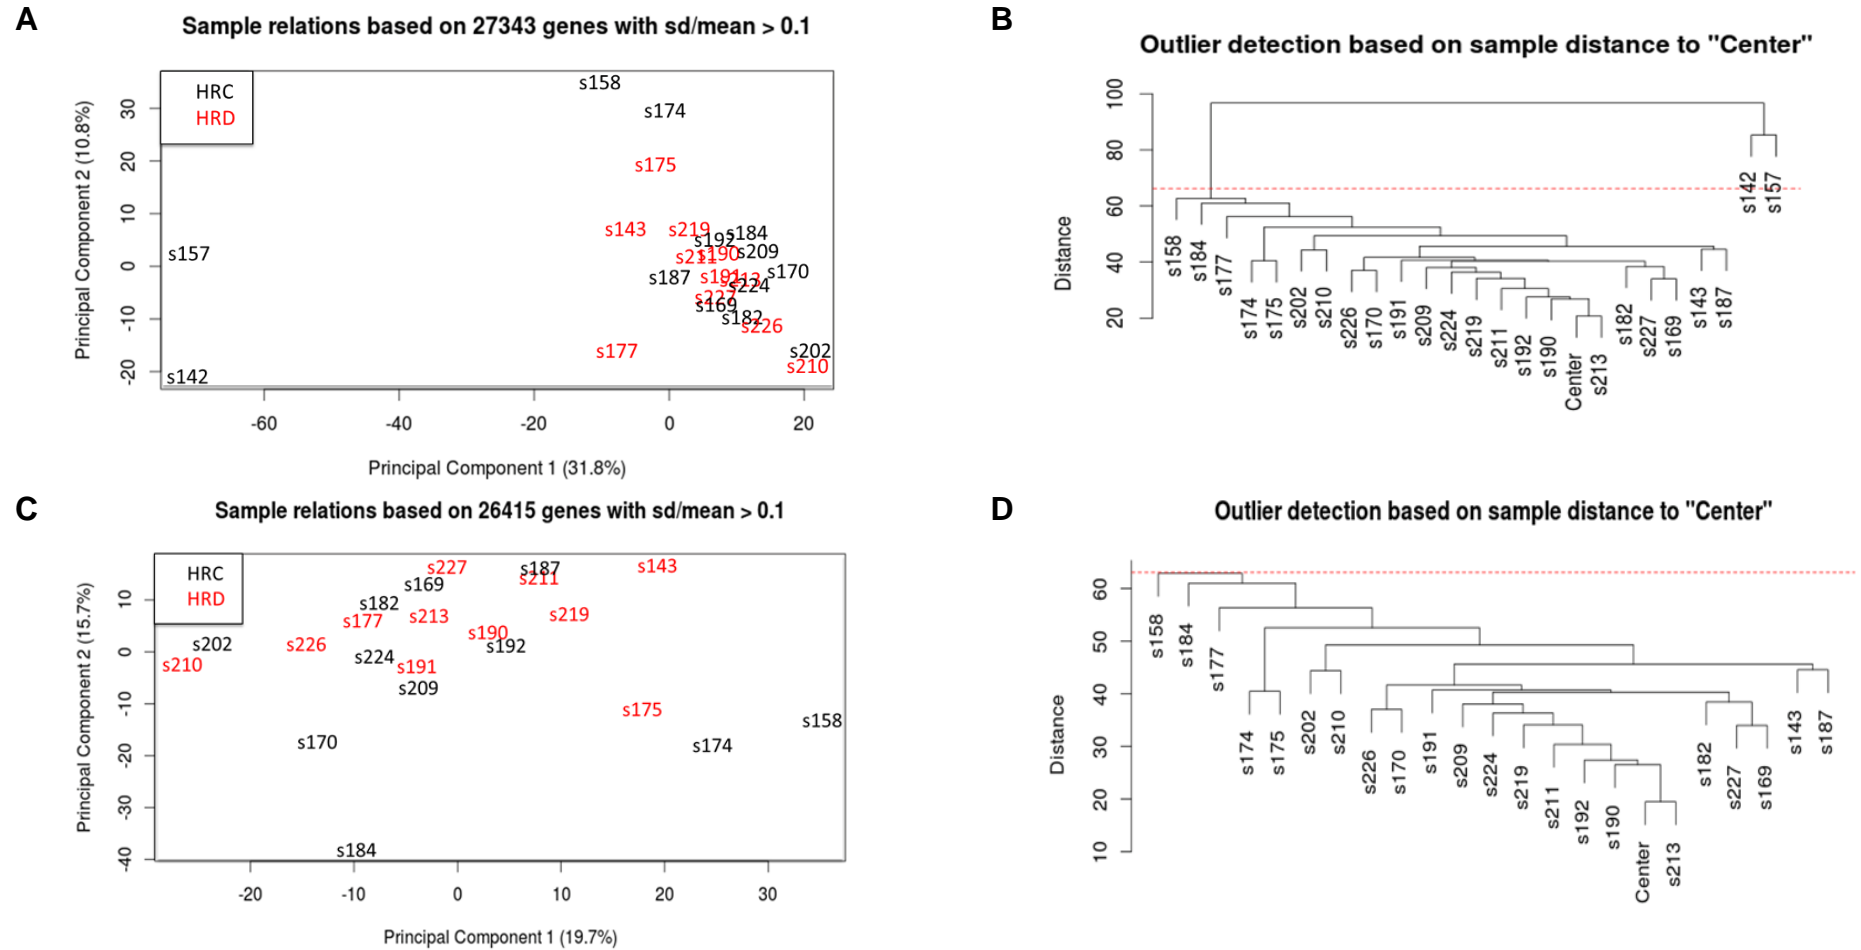 A
Sample relations based on 27343 genes with sd/mean > 0.1
HRC
HRD
s158
s174
s175
s143
s219
s184
s192
s190
s211
s209
s157
s187
s191
s213
s170
s224
s227
s169
s182
s226
s177
s202
s210
s142
30
20
10
0
-10
-20
Principal Component 2 (10.8%)
-60
-40
-20
0
20
Principal Component 1 (31.8%)
B
Outlier detection based on sample distance to "Center"
100
80
60
40
20
Distance
s158
s184
s177
s174
s175
s202
s210
s226
s170
s191
s209
s224
s219
s211
s192
s190
Center
s213
s182
s227
s169
s143
s187
s142
s157
C
Sample relations based on 26415 genes with sd/mean > 0.1
HRC
HRD
s227
s187
s211
s143
s169
s182
s177
s213
s219
s190
s192
s202
s226
s210
s224
s191
s209
s175
s158
s170
s174
s184
10
0
-10
-20
-30
-40
Principal Component 2 (15.7%)
-20
-10
0
10
20
30
Principal Component 1 (19.7%)
D
Outlier detection based on sample distance to "Center"
60
50
40
30
20
10
Distance
s158
s184
s177
s174
s175
s202
s210
s226
s170
s191
s209
s224
s219
s211
s192
s190
Center
s213
s182
s227
s169
s143
s187